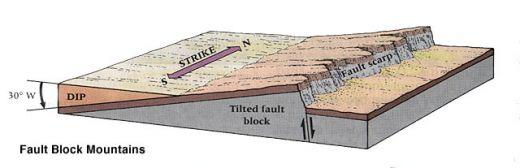 N
STRIKE
S
Fault scarp
30° W
DIP
Tilted fault
block
Fault Block Mountains